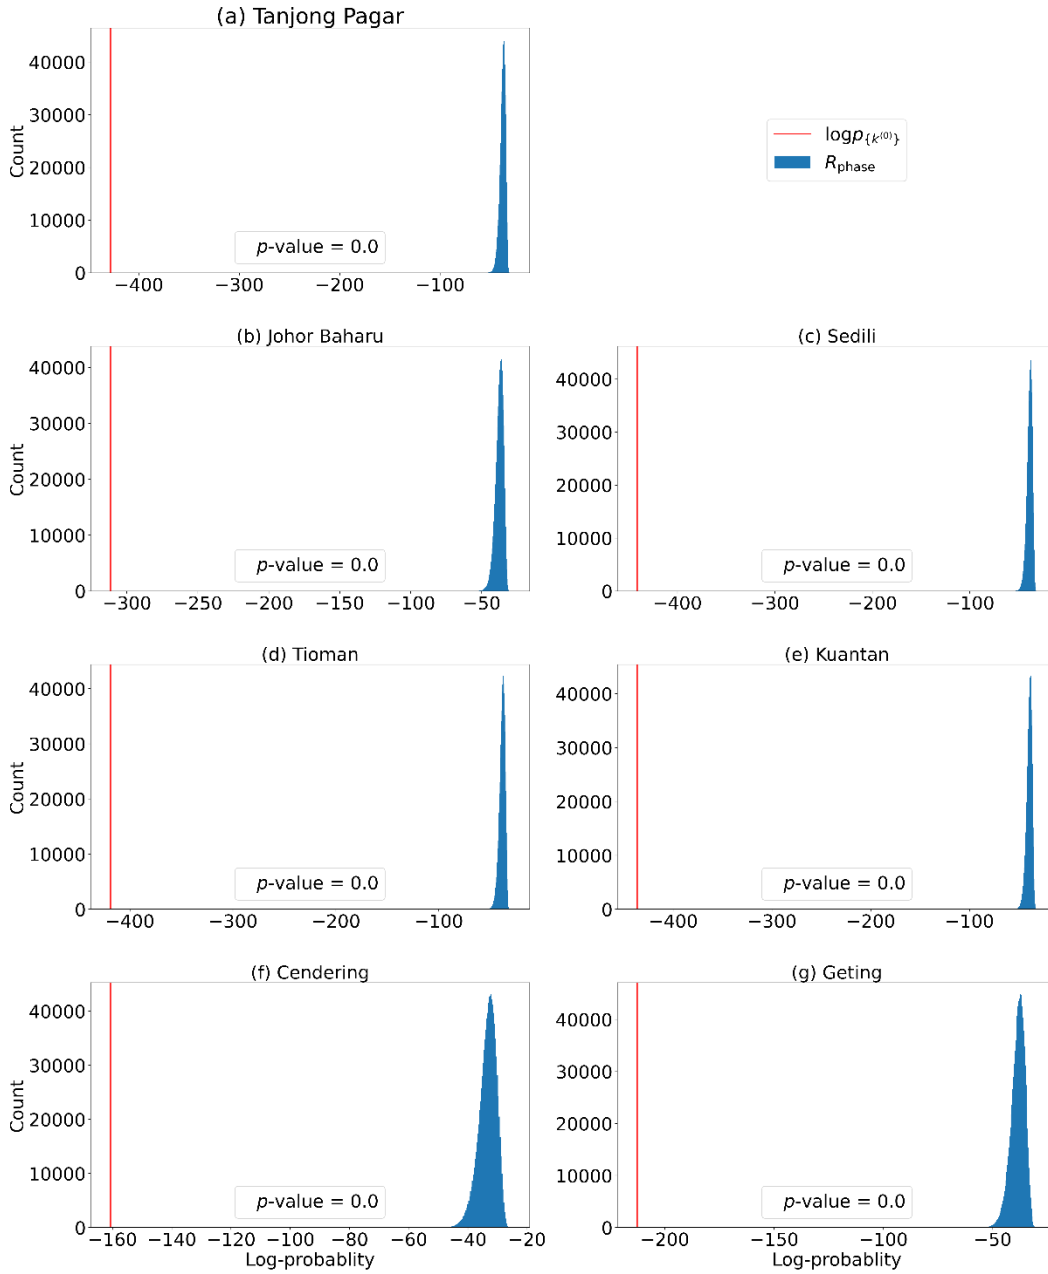 (a) Tanjong Pagar
Count
40000
30000
20000
10000
0
p-value = 0.0
−400 −300 −200 −100
logp{k(0)}
Rphase
(b) Johor Baharu
Count
40000
30000
20000
10000
0
p-value = 0.0
−300 −250 −200 −150 −100 −50
(c) Sedili
40000
30000
20000
10000
0
p-value = 0.0
−400 −300 −200 −100
(d) Tioman
Count
40000
30000
20000
10000
0
p-value = 0.0
−400 −300 −200 −100
(e) Kuantan
40000
30000
20000
10000
0
p-value = 0.0
−400 −300 −200 −100
(f) Cendering
Count
40000
30000
20000
10000
0
p-value = 0.0
−160 −140 −120 −100 −80 −60 −40 −20
Log-probablity
(g) Geting
40000
30000
20000
10000
0
p-value = 0.0
−200 −150 −100 −50
Log-probablity